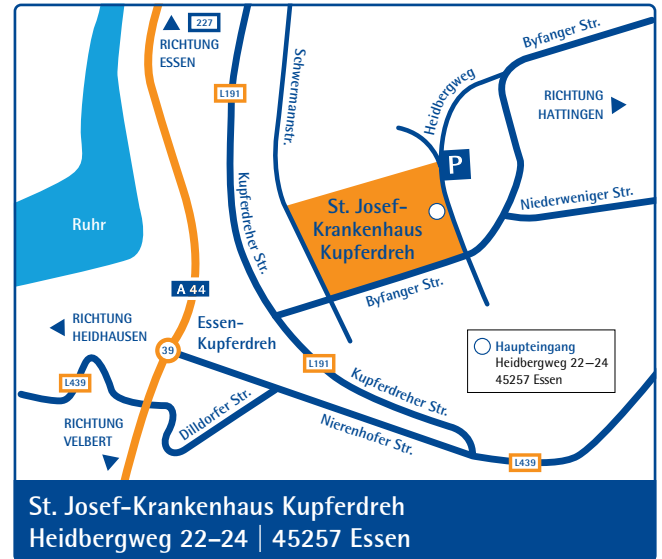 227
RICHTUNG
ESSEN
L191
Schwermannstr.
Heidbergweg
Byfanger Str.
RICHTUNG
HATTINGEN
P
Kupferdreher Str.
St. Josef-
Krankenhaus
Kupferdreh
Niederweniger Str.
Ruhr
A 44
Byfanger Str.
RICHTUNG
HEIDHAUSEN
Essen-
Kupferdreh
39
Haupteingang
Heidbergweg 22–24
45257 Essen
L191
L439
Kupferdreher Str.
RICHTUNG
VELBERT
Dilldorfer Str.
Nierenhofer Str.
L439
St. Josef-Krankenhaus Kupferdreh
Heidbergweg 22–24 | 45257 Essen